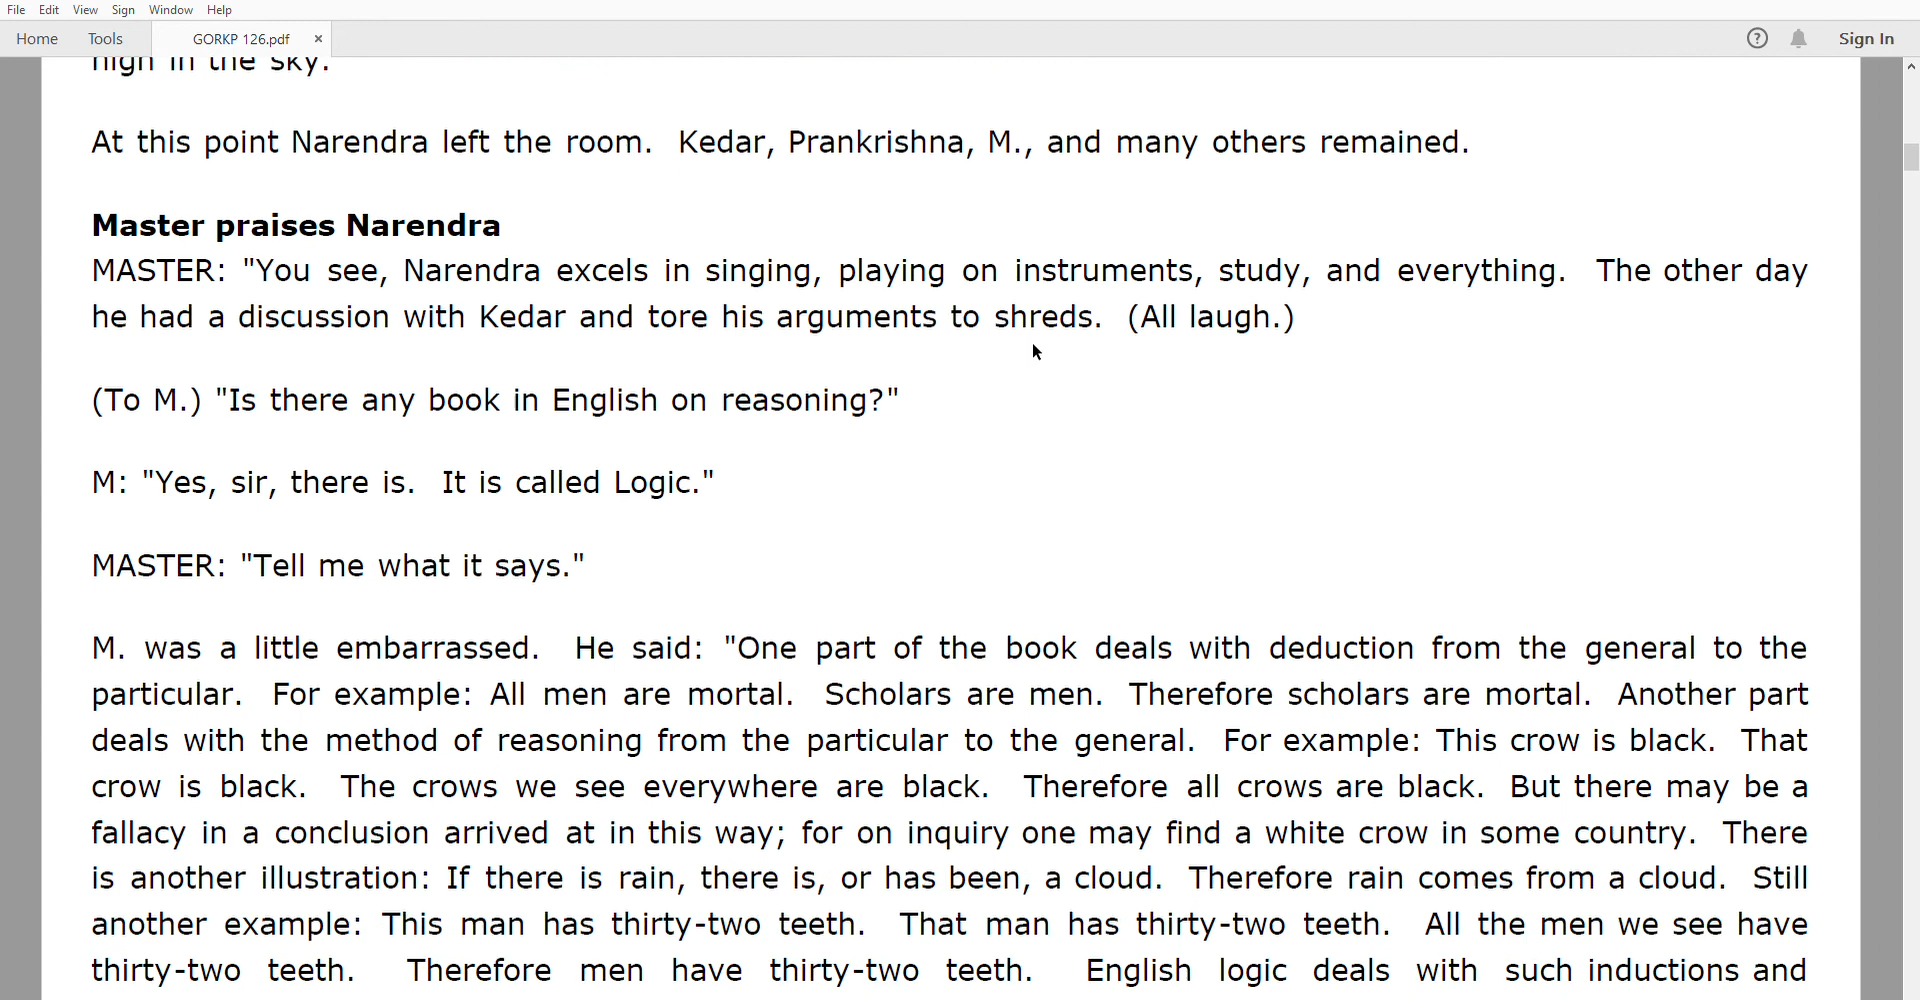 File Edit View Sign Window Help
Home Tools GORKP 126.pdf × ? Sign In
high in the sky.
At this point Narendra left the room. Kedar, Prankrishna, M., and many others remained.
Master praises Narendra
MASTER: "You see, Narendra excels in singing, playing on instruments, study, and everything. The other day
he had a discussion with Kedar and tore his arguments to shreds. (All laugh.)
(To M.) "Is there any book in English on reasoning?"
M: "Yes, sir, there is. It is called Logic."
MASTER: "Tell me what it says."
M. was a little embarrassed. He said: "One part of the book deals with deduction from the general to the
particular. For example: All men are mortal. Scholars are men. Therefore scholars are mortal. Another part
deals with the method of reasoning from the particular to the general. For example: This crow is black. That
crow is black. The crows we see everywhere are black. Therefore all crows are black. But there may be a
fallacy in a conclusion arrived at in this way; for on inquiry one may find a white crow in some country. There
is another illustration: If there is rain, there is, or has been, a cloud. Therefore rain comes from a cloud. Still
another example: This man has thirty-two teeth. That man has thirty-two teeth. All the men we see have
thirty-two teeth. Therefore men have thirty-two teeth. English logic deals with such inductions and